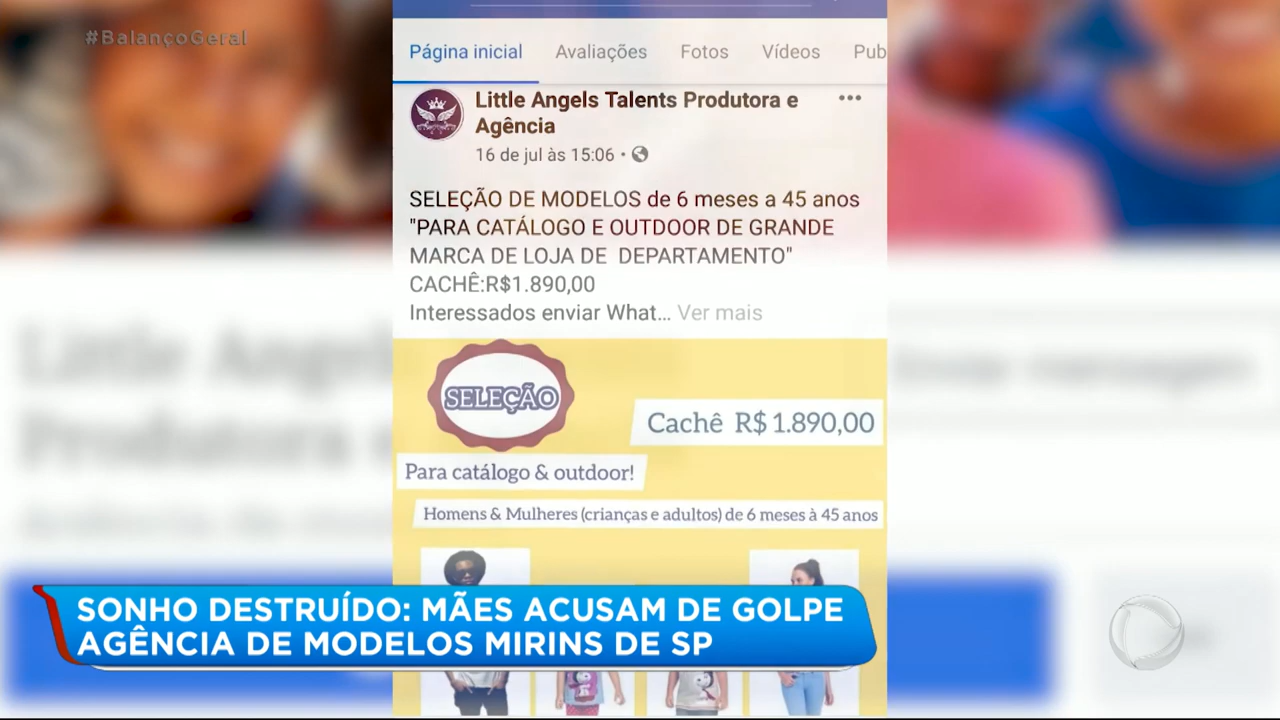 #BalançoGeral
Página inicial Avaliações Fotos Vídeos Pub
Little Angels Talents Produtora e
Agência
16 de jul às 15:06
SELEÇÃO DE MODELOS de 6 meses a 45 anos
"PARA CATÁLOGO E OUTDOOR DE GRANDE
MARCA DE LOJA DE DEPARTAMENTO"
CACHÊ:R$1.890,00
Interessados enviar What... Ver mais
SELEÇÃO
Cachê R$ 1.890,00
Para catálogo & outdoor!
Homens & Mulheres (crianças e adultos) de 6 meses à 45 anos
SONHO DESTRUÍDO: MÃES ACUSAM DE GOLPE
AGÊNCIA DE MODELOS MIRINS DE SP